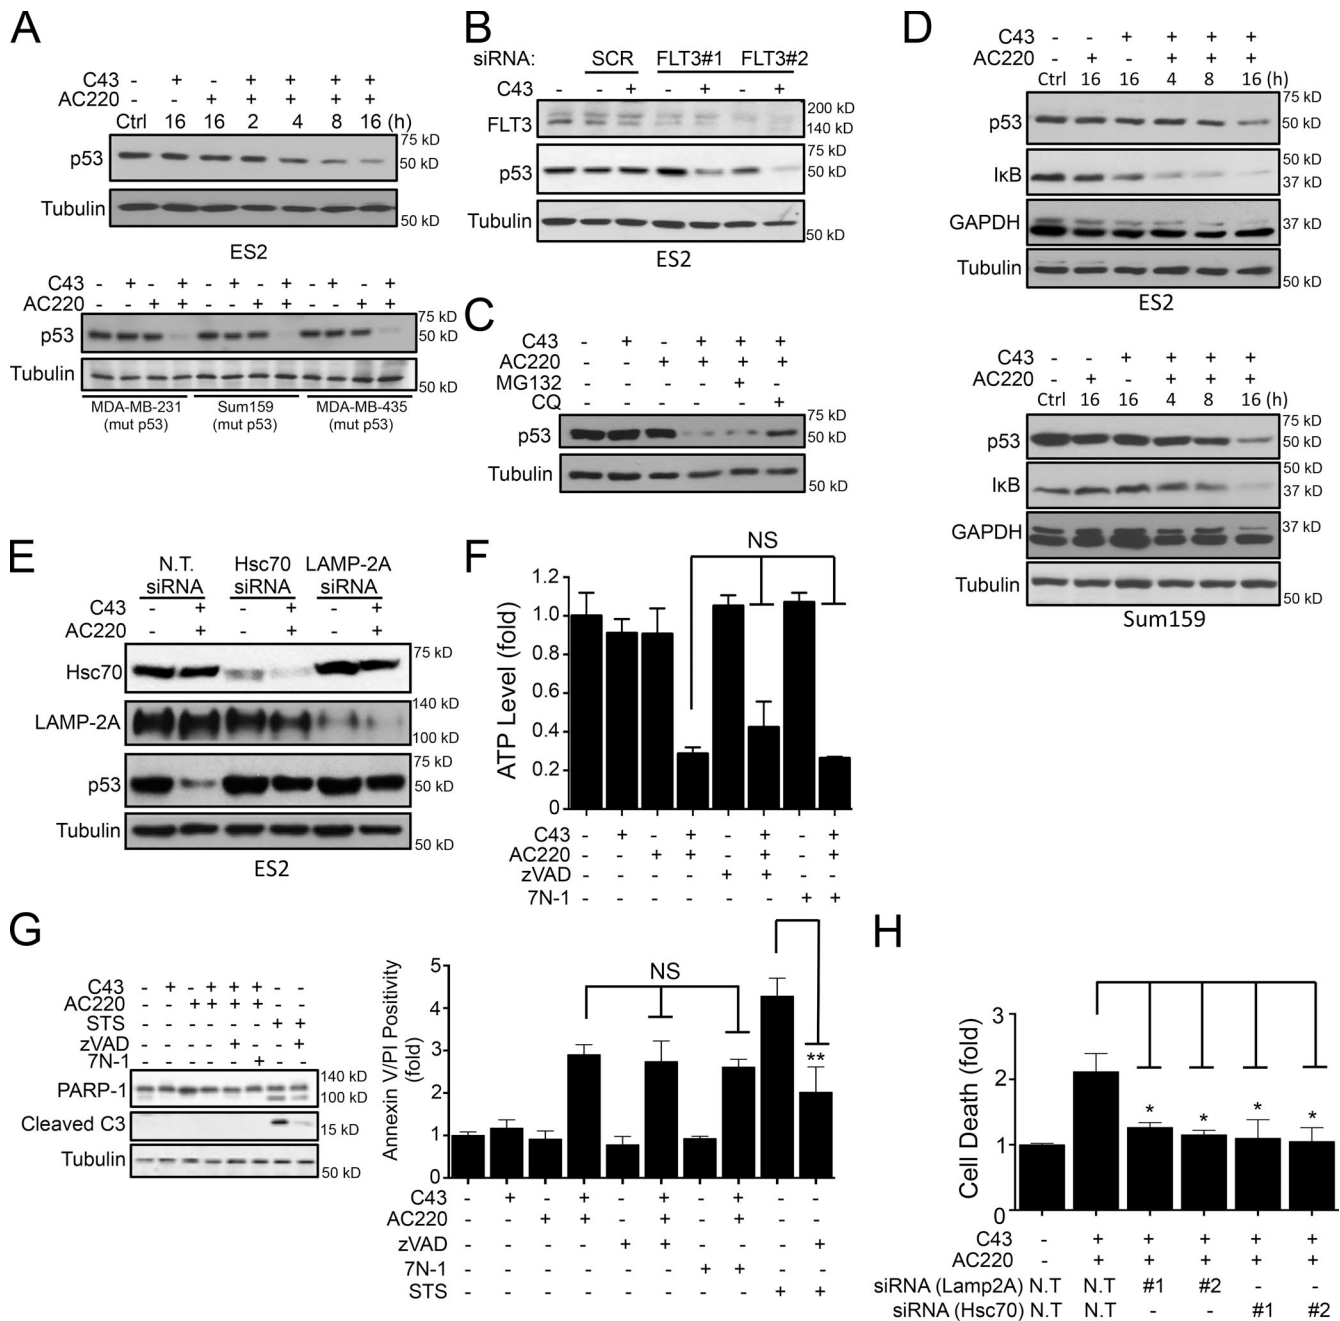 A
C43 - + - + + + +
AC220 - - + + + + +
Ctrl 16 16 2 4 8 16 (h)
p53
75 kD
50 kD
Tubulin
50 kD
ES2
C43 - + - + - + - + - + - +
AC220 - - + + - - + + - - + +
p53
75 kD
50 kD
Tubulin
50 kD
MDA-MB-231 Sum159 MDA-MB-435
(mut p53) (mut p53) (mut p53)
B
siRNA: SCR FLT3#1 FLT3#2
C43 - - + - + - +
FLT3
200 kD
140 kD
p53
75 kD
50 kD
Tubulin
50 kD
ES2
C
C43 - + - + + +
AC220 - - + + + +
MG132 - - - - + -
CQ - - - - - +
p53
75 kD
50 kD
Tubulin
50 kD
D
C43 - - + + + +
AC220 - + - + + +
Ctrl 16 16 4 8 16 (h)
p53
75 kD
50 kD
IκB
50 kD
37 kD
GAPDH
37 kD
Tubulin
50 kD
ES2
C43 - - + + + +
AC220 - + - + + +
Ctrl 16 16 4 8 16 (h)
p53
75 kD
50 kD
IκB
50 kD
37 kD
GAPDH
37 kD
Tubulin
50 kD
Sum159
E
N.T. Hsc70 LAMP-2A
siRNA siRNA siRNA
C43 - + - + - +
AC220 - + - + - +
Hsc70
75 kD
LAMP-2A
140 kD
100 kD
p53
75 kD
50 kD
Tubulin
50 kD
ES2
F
NS
ATP Level (fold)
1.2
1.0
0.8
0.6
0.4
0.2
0
C43 - + - + - + - +
AC220 - - + + - + - +
zVAD - - - - + + - -
7N-1 - - - - - - + +
G
C43 - + - + + + - -
AC220 - - + + + + - -
STS - - - - - - + +
zVAD - - - - + - - +
7N-1 - - - - - + - -
PARP-1
140 kD
100 kD
Cleaved C3
15 kD
Tubulin
50 kD
Annexin V/PI Positivity
(fold)
5
4
3
2
1
0
NS
**
C43 - + - + - + - + - -
AC220 - - + + - + - + - -
zVAD - - - - + + - - - +
7N-1 - - - - - - + + - -
STS - - - - - - - - + +
H
Cell Death (fold)
3
2
1
0
* * * *
C43 - + + + + +
AC220 - + + + + +
siRNA (Lamp2A) N.T N.T #1 #2 - -
siRNA (Hsc70) N.T N.T - - #1 #2